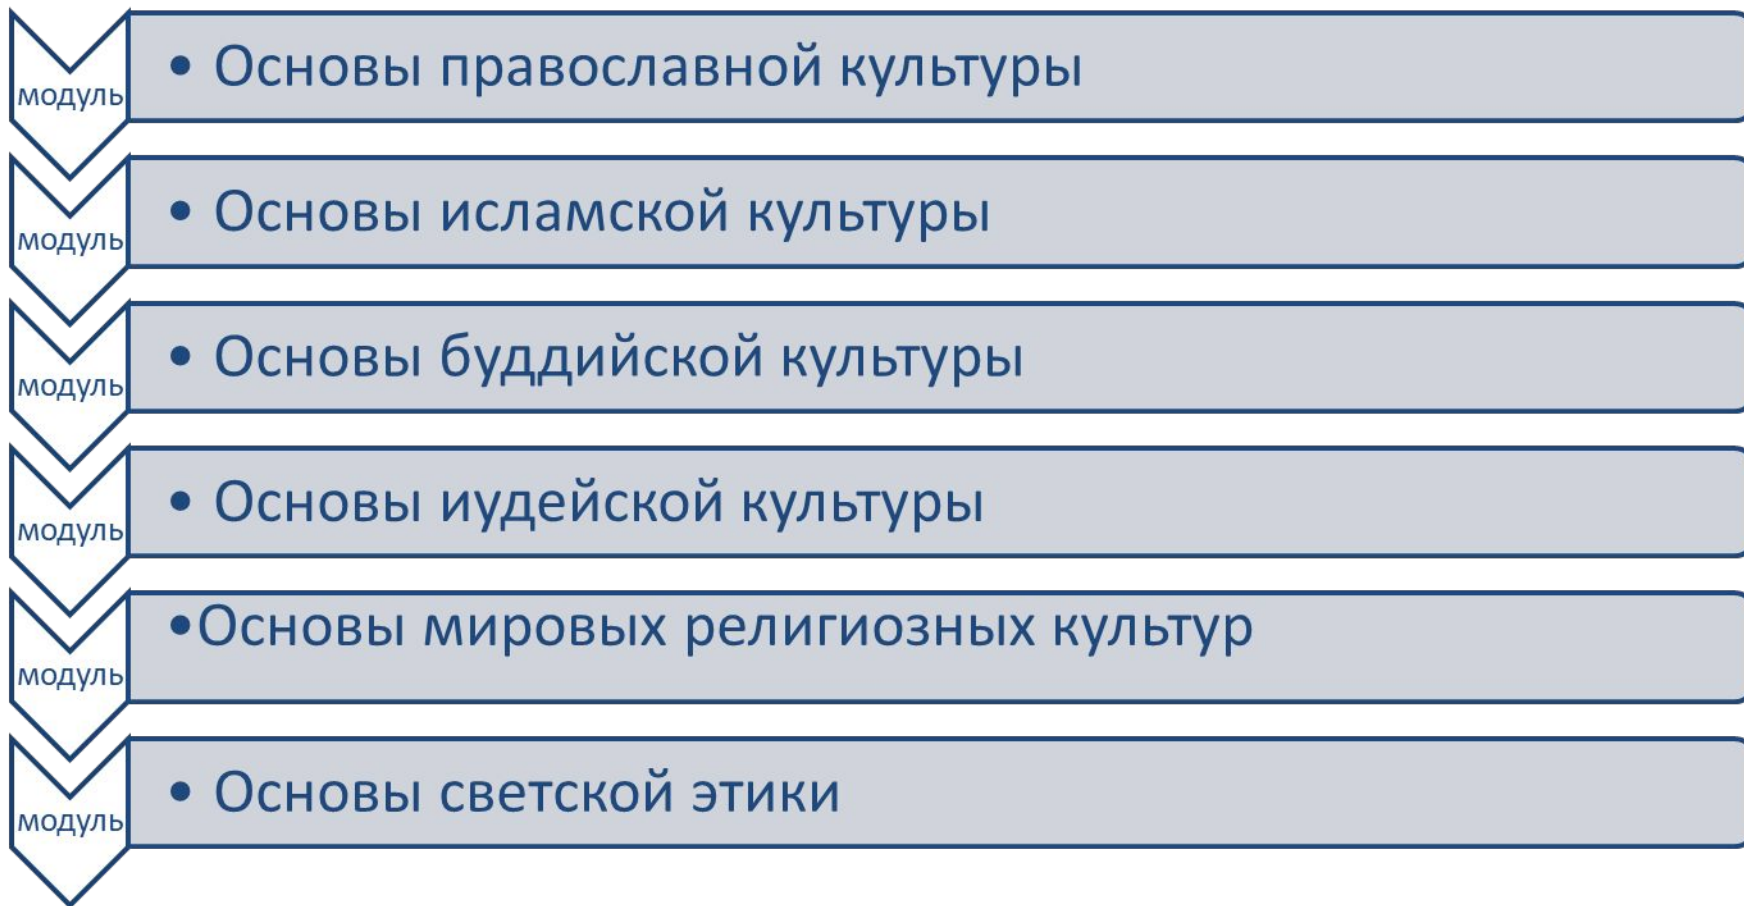 модуль
• Основы православной культуры
модуль
• Основы исламской культуры
модуль
• Основы буддийской культуры
модуль
• Основы иудейской культуры
модуль
•Основы мировых религиозных культур
модуль
• Основы светской этики